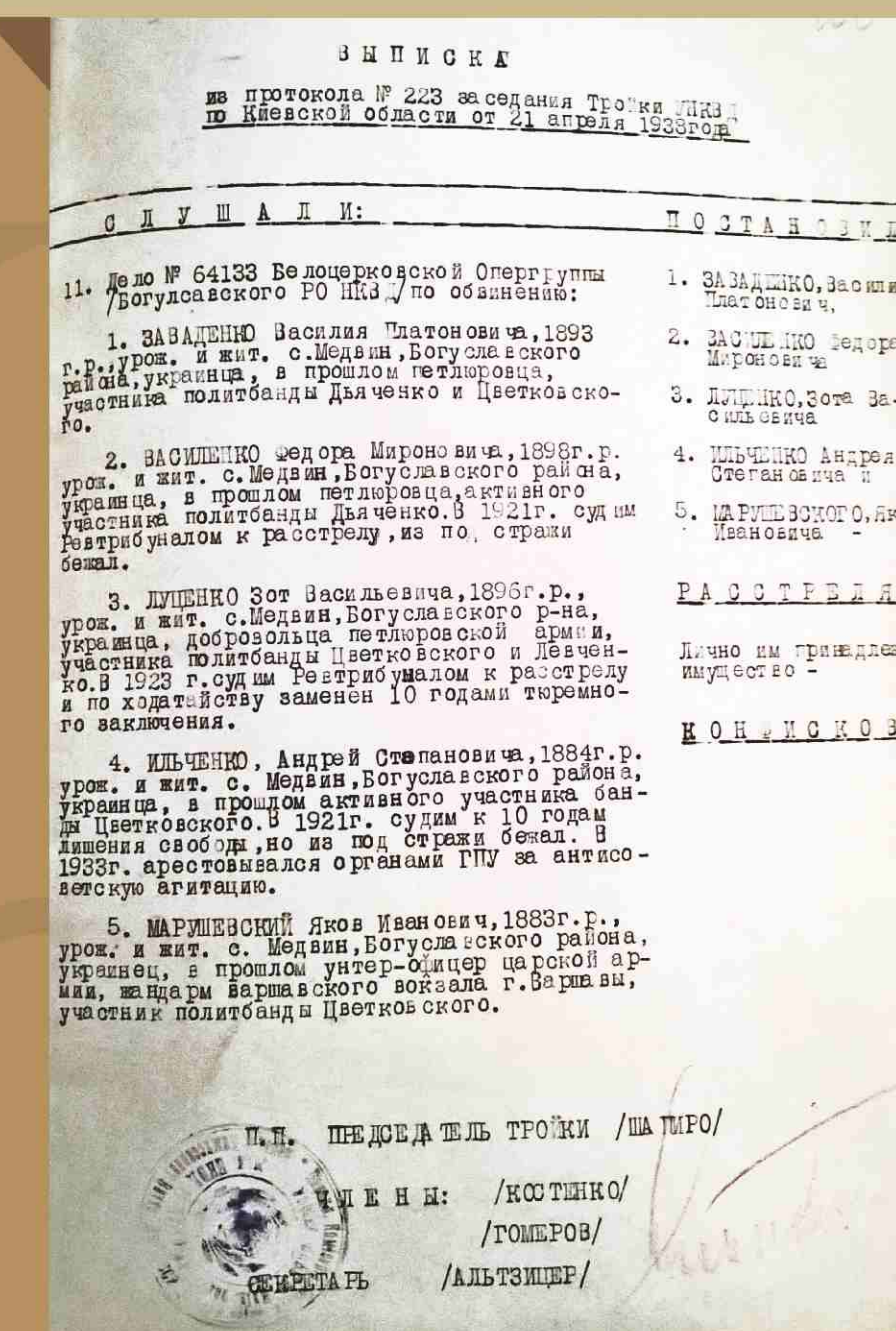 ВЫПИСКА
из протокола № 223 заседания Тройки УНКВД
по Киевской области от 21 апреля 1938года
СЛУШАЛИ:
11. Дело № 64133 Белоцерковской Опергруппы
/Богулсавского РО НКВД/по обвинению:
1. ЗАВАДЕНКО Василия Платоновича,1893
г.р.,урож. и жит. с.Медвин,Богуславского
района,украинца, в прошлом петлюровца,
участника политбанды Дьяченко и Цветковско-
го.
2. ВАСИЛЕНКО Федора Мироновича,1898г.р.
урож. и жит. с.Медвин,Богуславского района,
украинца, в прошлом петлюровца,активного
участника политбанды Дьяченко.В 1921г. судим
Ревтрибуналом к расстрелу,из под стражи
бежал.
3. ЛУЦЕНКО Зот Васильевича,1896г.р.,
урож. и жит. с.Медвин,Богуславского р-на,
украинца, добровольца петлюровской армии,
участника политбанды Цветковского и Левчен-
ко.В 1923 г.судим Ревтрибуналом к расстрелу
и по ходатайству заменен 10 годами тюремно-
го заключения.
4. ИЛЬЧЕНКО, Андрей Степановича,1884г.р.
урож. и жит. с. Медвин,Богуславского района,
украинца, в прошлом активного участника бан-
ды Цветковского.В 1921г. судим к 10 годам
лишения свободы,но из под стражи бежал. В
1933г. арестовывался органами ГПУ за антисо-
ветскую агитацию.
5. МАРУШЕВСКИЙ Яков Иванович,1883г.р.,
урож. и жит. с. Медвин,Богуславского района,
украинец, в прошлом унтер-офицер царской ар-
мии, жандарм варшавского вокзала г.Варшавы,
участник политбанды Цветковского.
ПОСТАНОВИЛ
1. ЗАВАДЕНКО,Васили
Платонович,
2. ВАСИЛЕНКО Федора
Мироновича
3. ЛУЦЕНКО,Зота Ва-
сильевича
4. ИЛЬЧЕНКО Андрея
Степановича и
5. МАРУШЕВСКОГО,Як
Ивановича -
РАССТРЕЛЯ
Лично им принадлеж
имущество -
КОНФИСКОВ
П.П. ПРЕДСЕДАТЕЛЬ ТРОЙКИ /ШАПИРО/
ЧЛЕНЫ: /КОСТЕНКО/
/ГОМЕРОВ/
СЕКРЕТАРЬ /АЛЬТЗИЦЕР/